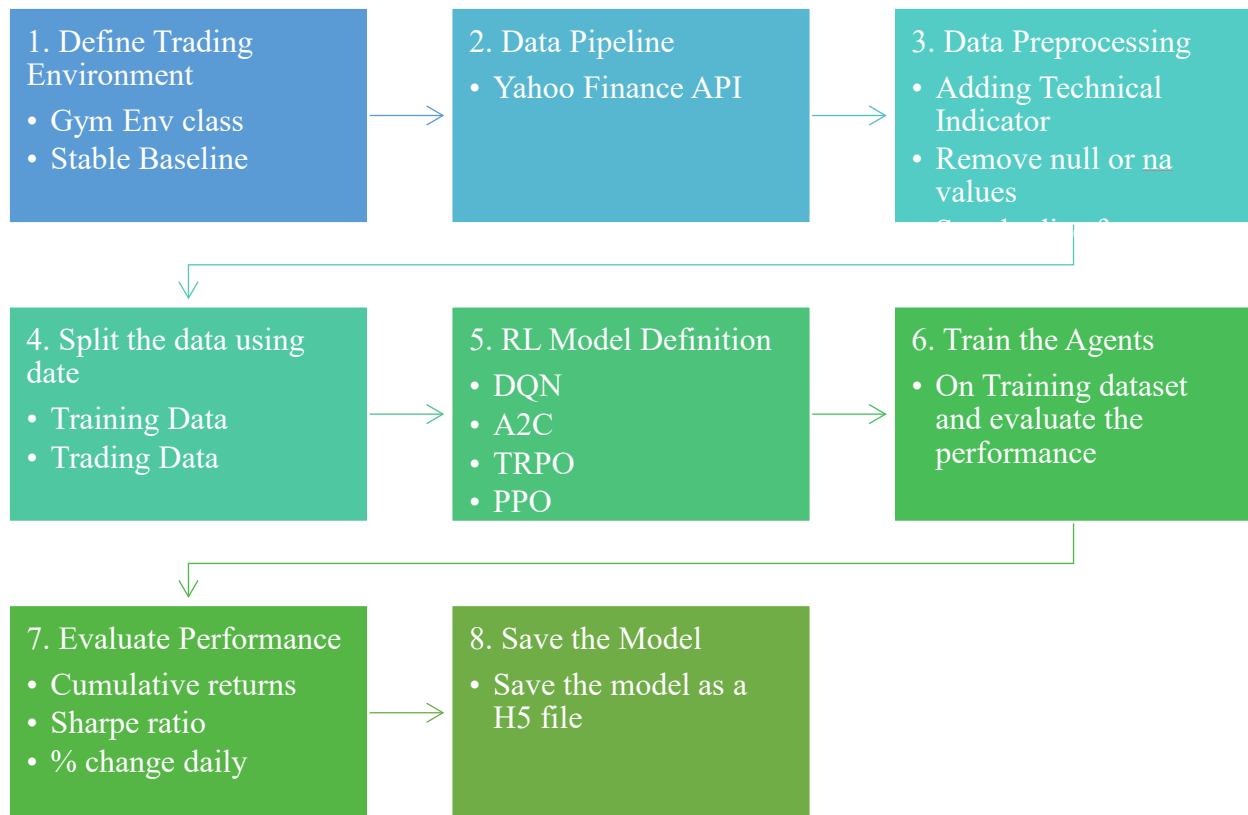 1. Define Trading
Environment
• Gym Env class
• Stable Baseline
2. Data Pipeline
• Yahoo Finance API
3. Data Preprocessing
• Adding Technical
Indicator
• Remove null or na
values
4. Split the data using
date
• Training Data
• Trading Data
5. RL Model Definition
• DQN
• A2C
• TRPO
• PPO
6. Train the Agents
• On Training dataset
and evaluate the
performance
7. Evaluate Performance
• Cumulative returns
• Sharpe ratio
• % change daily
8. Save the Model
• Save the model as a
H5 file